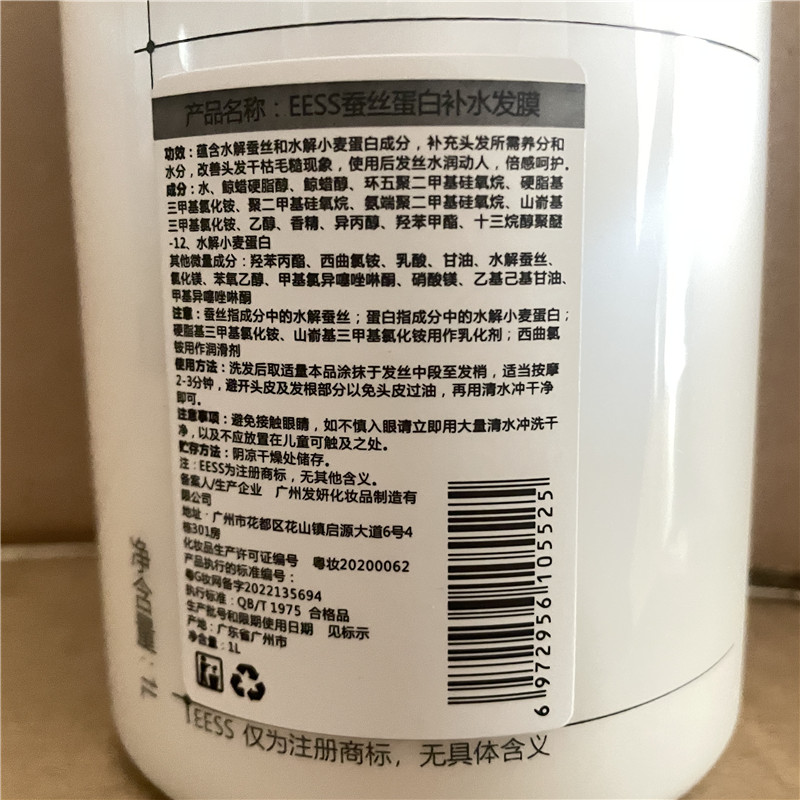 产品名称：EESS蚕丝蛋白补水发膜
功效：蕴含水解蚕丝和水解小麦蛋白成分，补充头发所需养分和
水分，改善头发干枯毛糙现象，使用后发丝水润动人，倍感呵护。
成分：水、鲸蜡硬脂醇、鲸蜡醇、环五聚二甲基硅氧烷、硬脂基
三甲基氯化铵、聚二甲基硅氧烷、氨端聚二甲基硅氧烷、山嵛基
三甲基氯化铵、乙醇、香精、异丙醇、羟苯甲酯、十三烷醇聚醚
-12、水解小麦蛋白
其他微量成分：羟苯丙酯、西曲氯铵、乳酸、甘油、水解蚕丝、
氯化镁、苯氧乙醇、甲基氯异噻唑啉酮、硝酸镁、乙基己基甘油、
甲基异噻唑啉酮
注意：蚕丝指成分中的水解蚕丝；蛋白指成分中的水解小麦蛋白；
硬脂基三甲基氯化铵、山嵛基三甲基氯化铵用作乳化剂；西曲氯
铵用作润滑剂
使用方法：洗发后取适量本品涂抹于发丝中段至发梢，适当按摩
2-3分钟，避开头皮及发根部分以免头皮过油，再用清水冲干净
即可。
注意事项：避免接触眼睛，如不慎入眼请立即用大量清水冲洗干
净，以及不应放置在儿童可触及之处。
贮存方法：阴凉干燥处储存。
注：EESS为注册商标，无其他含义。
备案人/生产企业 广州发妍化妆品制造有
限公司
地址：广州市花都区花山镇启源大道6号4
栋301房
化妆品生产许可证编号 粤妆20200062
产品执行的标准编号：
粤G妆网备字2022135694
执行标准：QB/T 1975 合格品
生产批号和限期使用日期 见标示
产地：广东省广州市
净含量：1L
6 972956 105525
净含量：1L
EESS 仅为注册商标，无具体含义